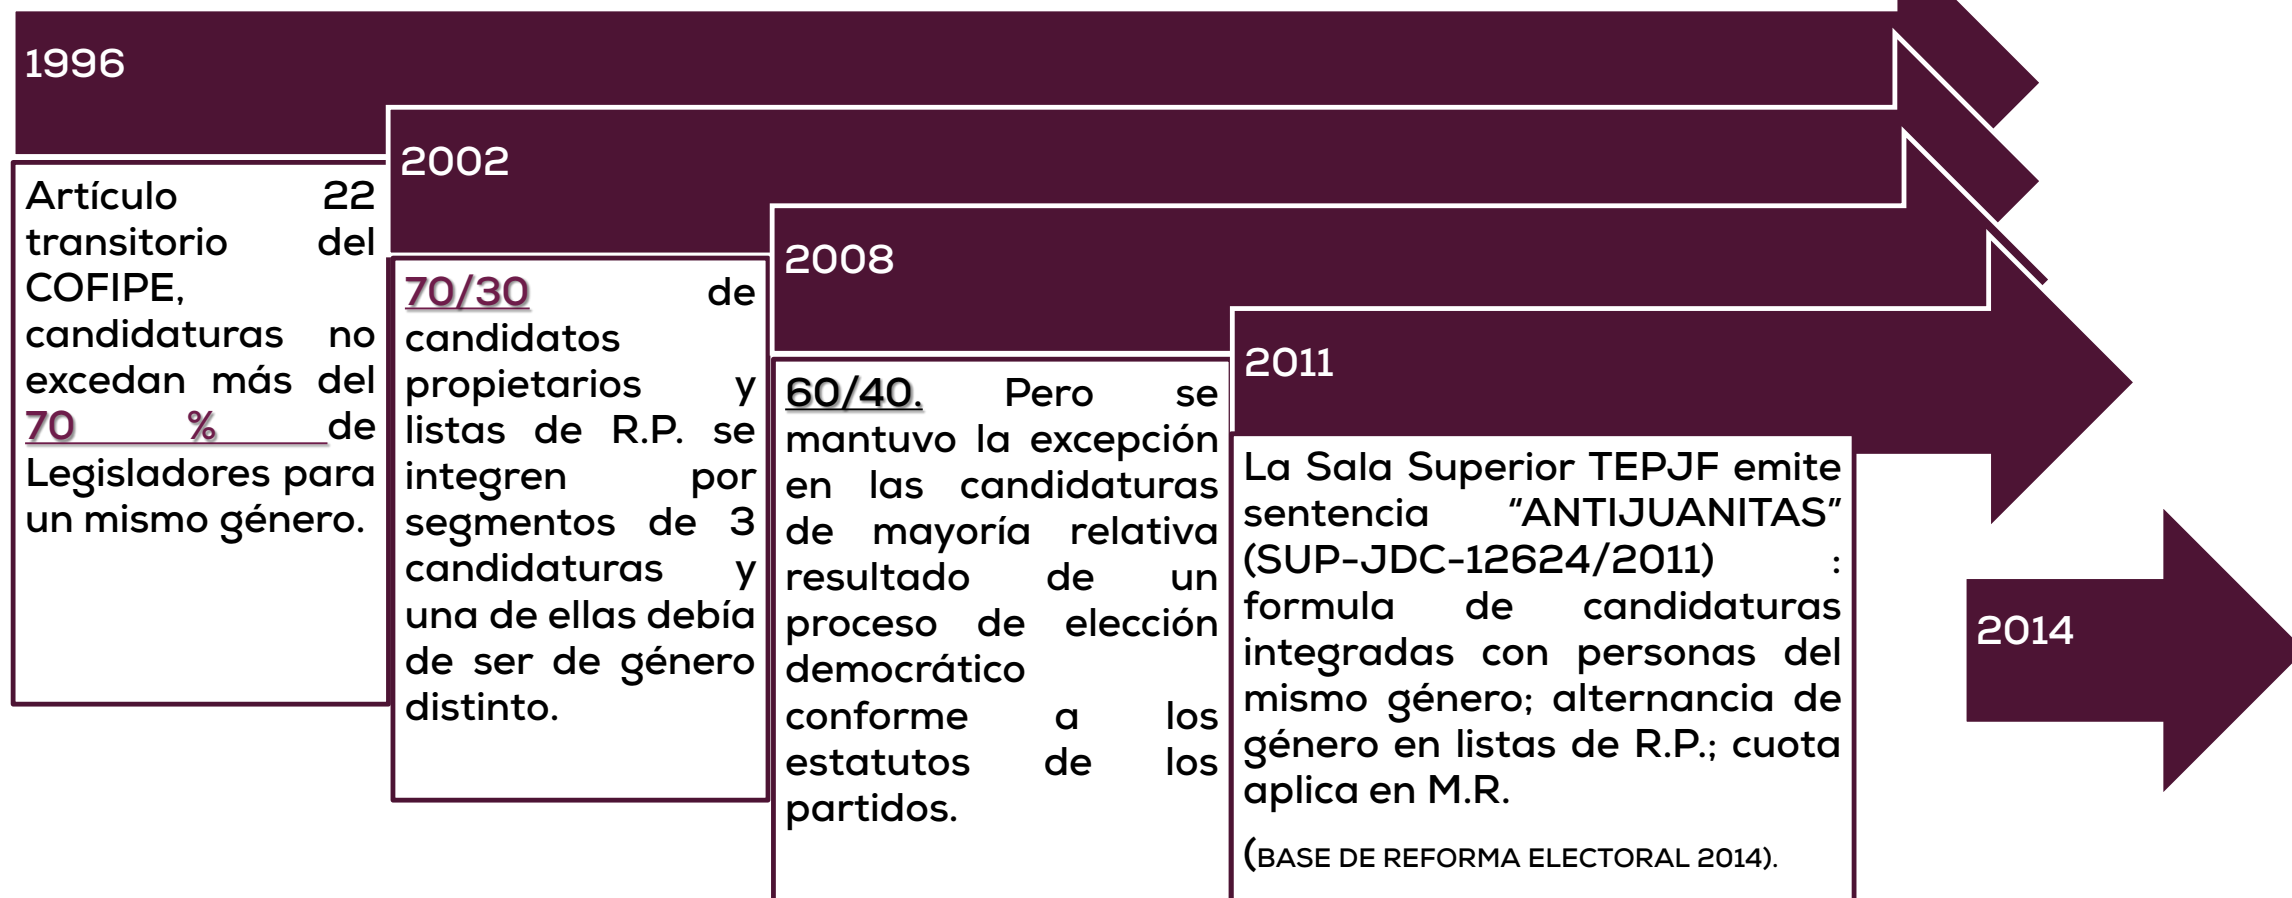 1996
Artículo 22
transitorio del
COFIPE,
candidaturas no
excedan más del
70 % de
Legisladores para
un mismo género.
2002
70/30 de
candidatos
propietarios y
listas de R.P. se
integren por
segmentos de 3
candidaturas y
una de ellas debía
de ser de género
distinto.
2008
60/40. Pero se
mantuvo la excepción
en las candidaturas
de mayoría relativa
resultado de un
proceso de elección
democrático
conforme a los
estatutos de los
partidos.
2011
La Sala Superior TEPJF emite
sentencia “ANTIJUANITAS”
(SUP-JDC-12624/2011) :
formula de candidaturas
integradas con personas del
mismo género; alternancia de
género en listas de R.P.; cuota
aplica en M.R.
(BASE DE REFORMA ELECTORAL 2014).
2014